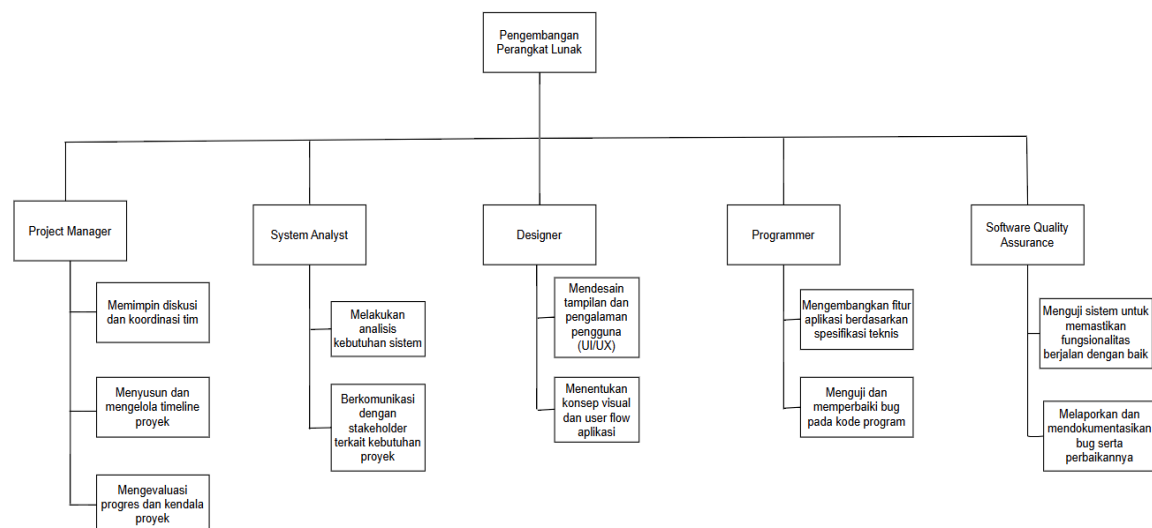 Pengembangan
Perangkat Lunak
Project Manager
System Analyst
Designer
Programmer
Software Quality
Assurance
Memimpin diskusi
dan koordinasi tim
Menyusun dan
mengelola timeline
proyek
Mengevaluasi
progres dan kendala
proyek
Melakukan
analisis
kebutuhan sistem
Berkomunikasi
dengan
stakeholder
terkait kebutuhan
proyek
Mendesain
tampilan dan
pengalaman
pengguna
(UI/UX)
Menentukan
konsep visual
dan user flow
aplikasi
Mengembangkan fitur
aplikasi berdasarkan
spesifikasi teknis
Menguji dan
memperbaiki bug
pada kode program
Menguji sistem untuk
memastikan
fungsionalitas
berjalan dengan baik
Melaporkan dan
mendokumentasikan
bug serta
perbaikannya